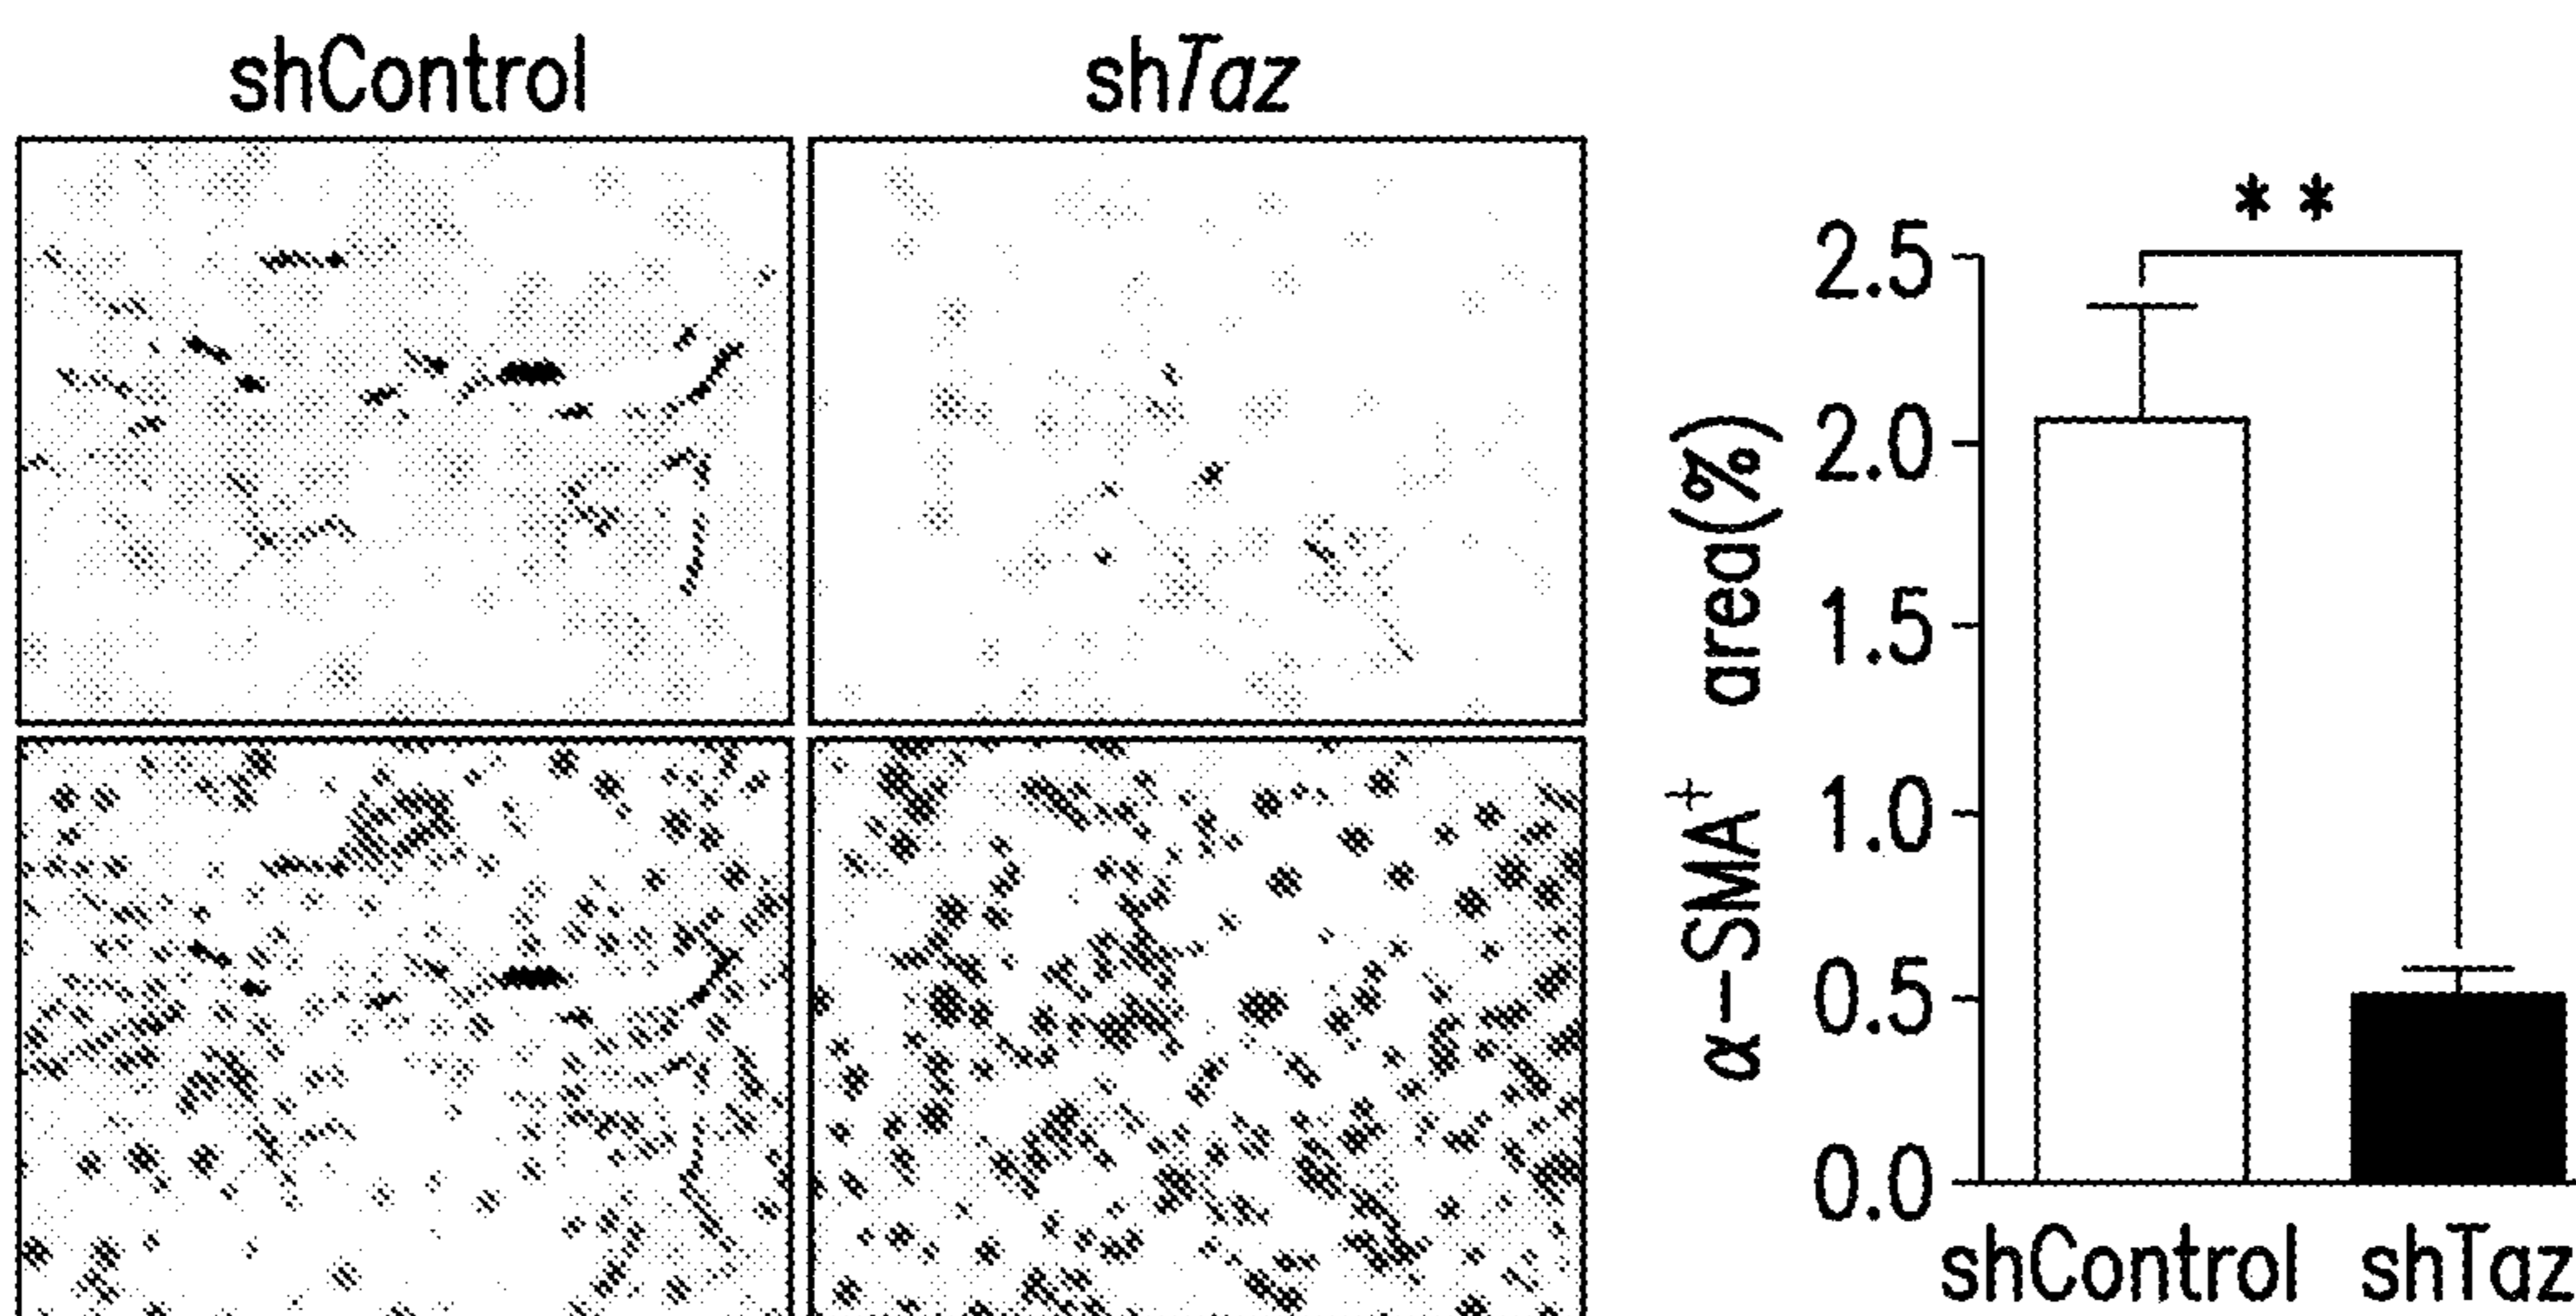 shControl
shTaz
**
α-SMA⁺ area(%)
2.5
2.0
1.5
1.0
0.5
0.0
shControl
shTaz